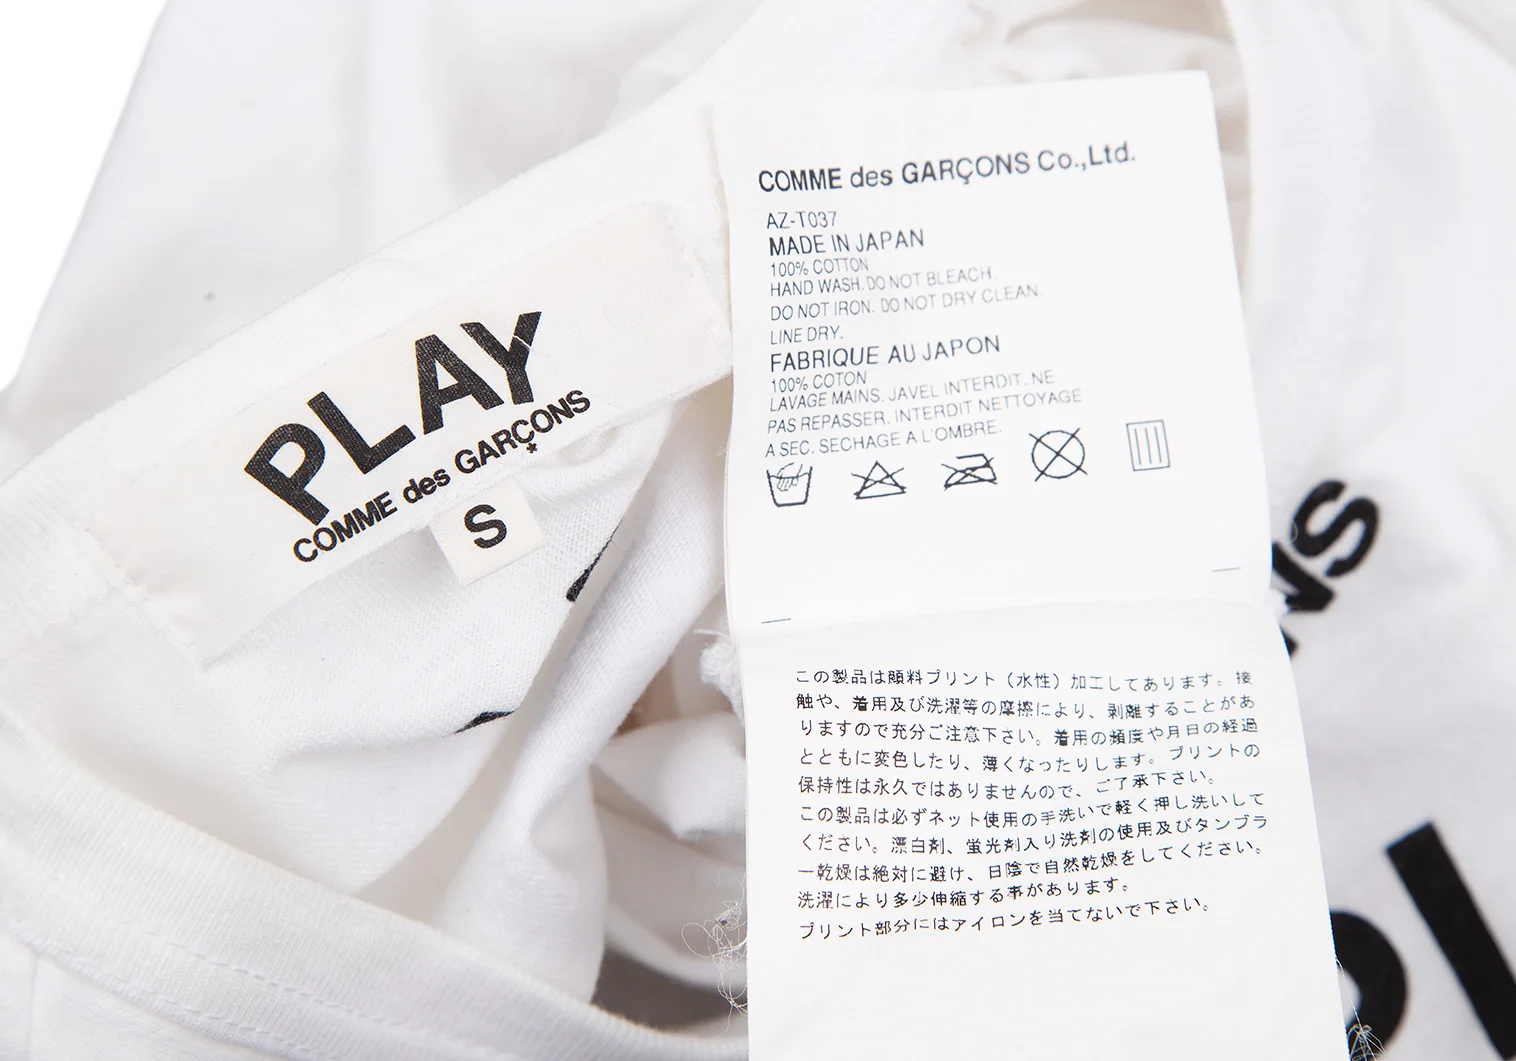 PLAY
COMME des GARÇONS
S
COMME des GARÇONS Co.,Ltd.
AZ-T037
MADE IN JAPAN
100% COTTON
HAND WASH. DO NOT BLEACH.
DO NOT IRON. DO NOT DRY CLEAN.
LINE DRY.
FABRIQUE AU JAPON
100% COTON
LAVAGE MAINS. JAVEL INTERDIT. NE
PAS REPASSER. INTERDIT NETTOYAGE
A SEC. SECHAGE A L'OMBRE.
この製品は顔料プリント（水性）加工してあります。接
触や、着用及び洗濯等の摩擦により、剥離することがあ
りますので充分ご注意下さい。着用の頻度や月日の経過
とともに変色したり、薄くなったりします。プリントの
保持性は永久ではありませんので、ご了承下さい。
この製品は必ずネット使用の手洗いで軽く押し洗いして
ください。漂白剤、蛍光剤入り洗剤の使用及びタンブラ
ー乾燥は絶対に避け、日陰で自然乾燥をしてください。
洗濯により多少伸縮する事があります。
プリント部分にはアイロンを当てないで下さい。
NS